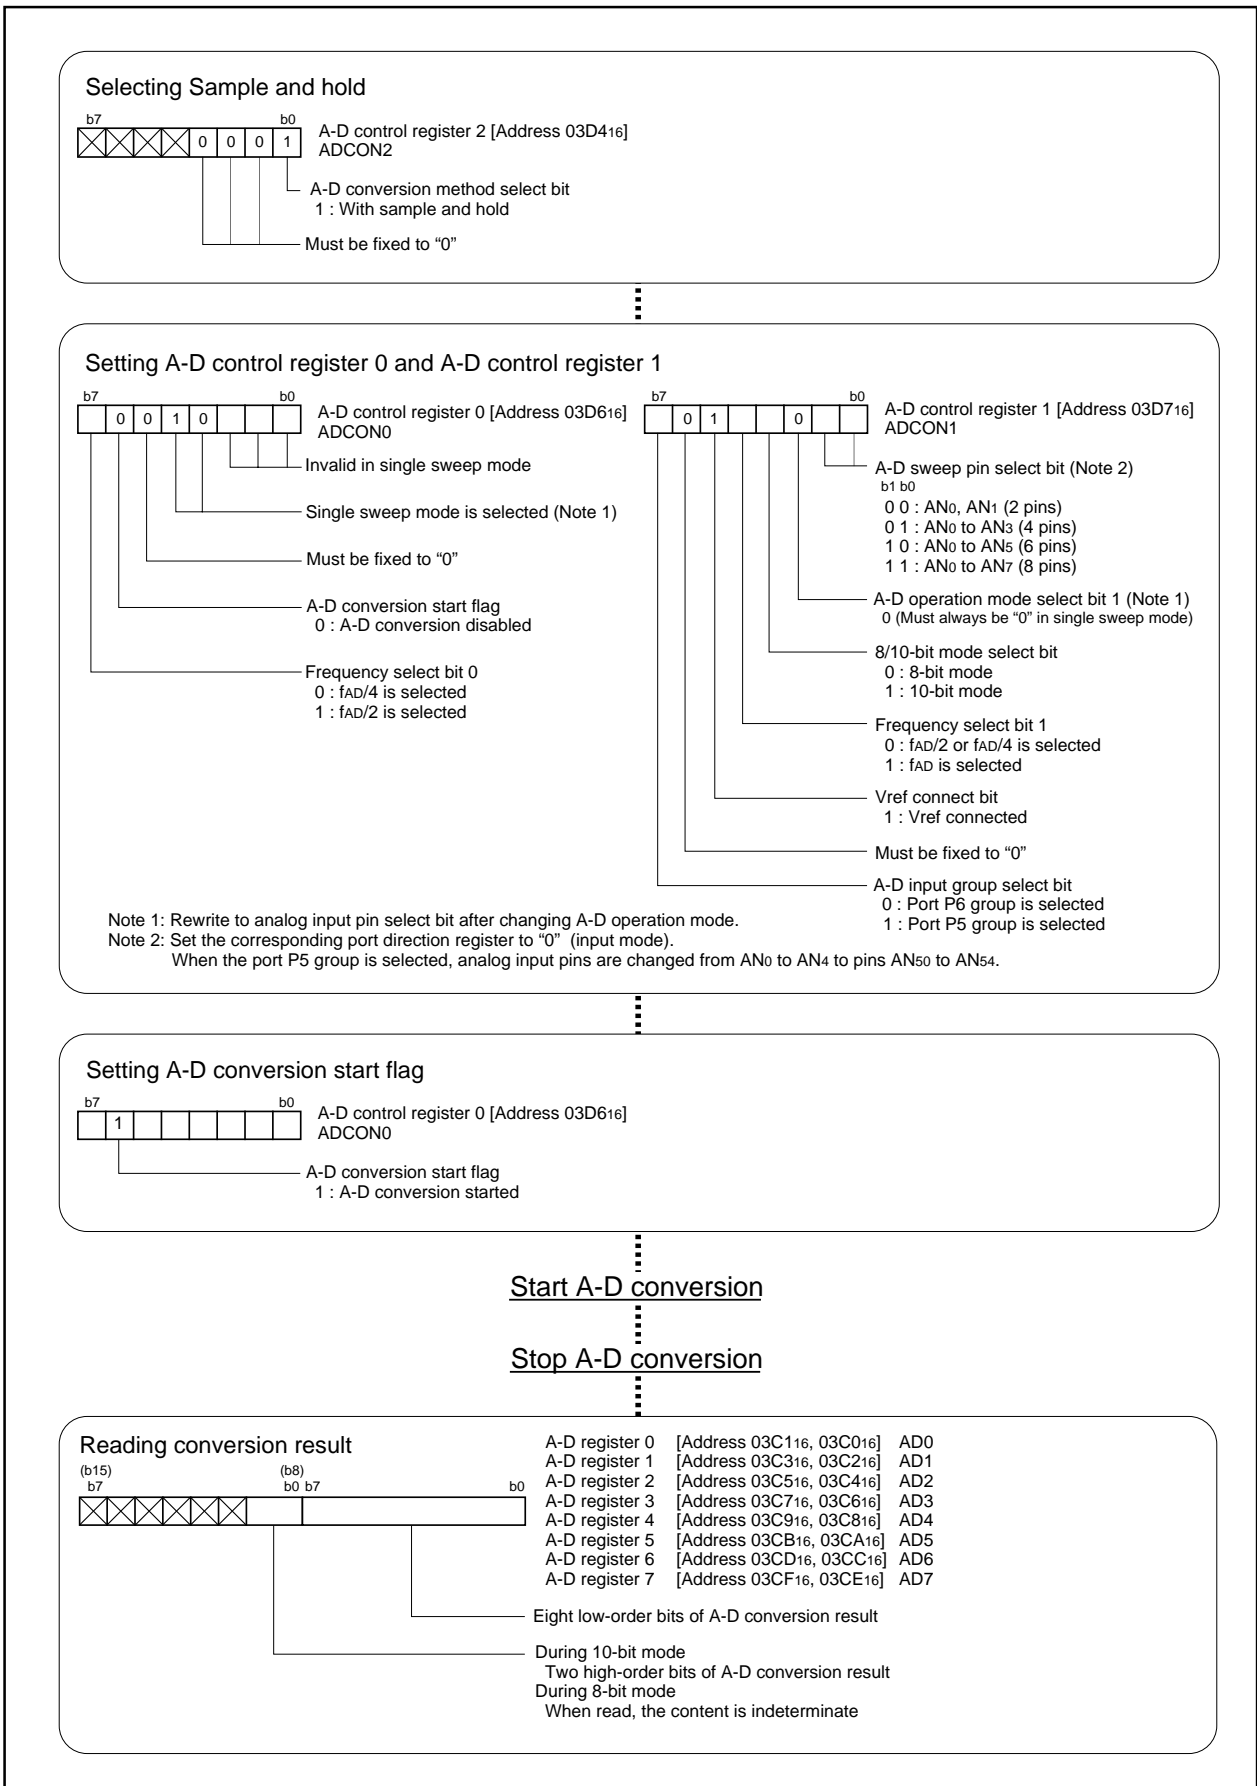 Selecting Sample and hold
b7 b0
0 0 0 1
A-D control register 2 [Address 03D416]
ADCON2
A-D conversion method select bit
1 : With sample and hold
Must be fixed to “0”
Setting A-D control register 0 and A-D control register 1
b7 b0
0 0 1 0
A-D control register 0 [Address 03D616]
ADCON0
Invalid in single sweep mode
Single sweep mode is selected (Note 1)
Must be fixed to “0”
A-D conversion start flag
0 : A-D conversion disabled
Frequency select bit 0
0 : fAD/4 is selected
1 : fAD/2 is selected
b7 b0
0 1 0
A-D control register 1 [Address 03D716]
ADCON1
A-D sweep pin select bit (Note 2)
b1 b0
0 0 : AN0, AN1 (2 pins)
0 1 : AN0 to AN3 (4 pins)
1 0 : AN0 to AN5 (6 pins)
1 1 : AN0 to AN7 (8 pins)
A-D operation mode select bit 1 (Note 1)
0 (Must always be “0” in single sweep mode)
8/10-bit mode select bit
0 : 8-bit mode
1 : 10-bit mode
Frequency select bit 1
0 : fAD/2 or fAD/4 is selected
1 : fAD is selected
Vref connect bit
1 : Vref connected
Must be fixed to “0”
A-D input group select bit
0 : Port P6 group is selected
1 : Port P5 group is selected
Note 1: Rewrite to analog input pin select bit after changing A-D operation mode.
Note 2: Set the corresponding port direction register to “0” (input mode).
When the port P5 group is selected, analog input pins are changed from AN0 to AN4 to pins AN50 to AN54.
Setting A-D conversion start flag
b7 b0
1
A-D control register 0 [Address 03D616]
ADCON0
A-D conversion start flag
1 : A-D conversion started
Start A-D conversion
Stop A-D conversion
Reading conversion result
(b15) (b8)
b7 b0 b7 b0
A-D register 0 [Address 03C116, 03C016] AD0
A-D register 1 [Address 03C316, 03C216] AD1
A-D register 2 [Address 03C516, 03C416] AD2
A-D register 3 [Address 03C716, 03C616] AD3
A-D register 4 [Address 03C916, 03C816] AD4
A-D register 5 [Address 03CB16, 03CA16] AD5
A-D register 6 [Address 03CD16, 03CC16] AD6
A-D register 7 [Address 03CF16, 03CE16] AD7
Eight low-order bits of A-D conversion result
During 10-bit mode
Two high-order bits of A-D conversion result
During 8-bit mode
When read, the content is indeterminate